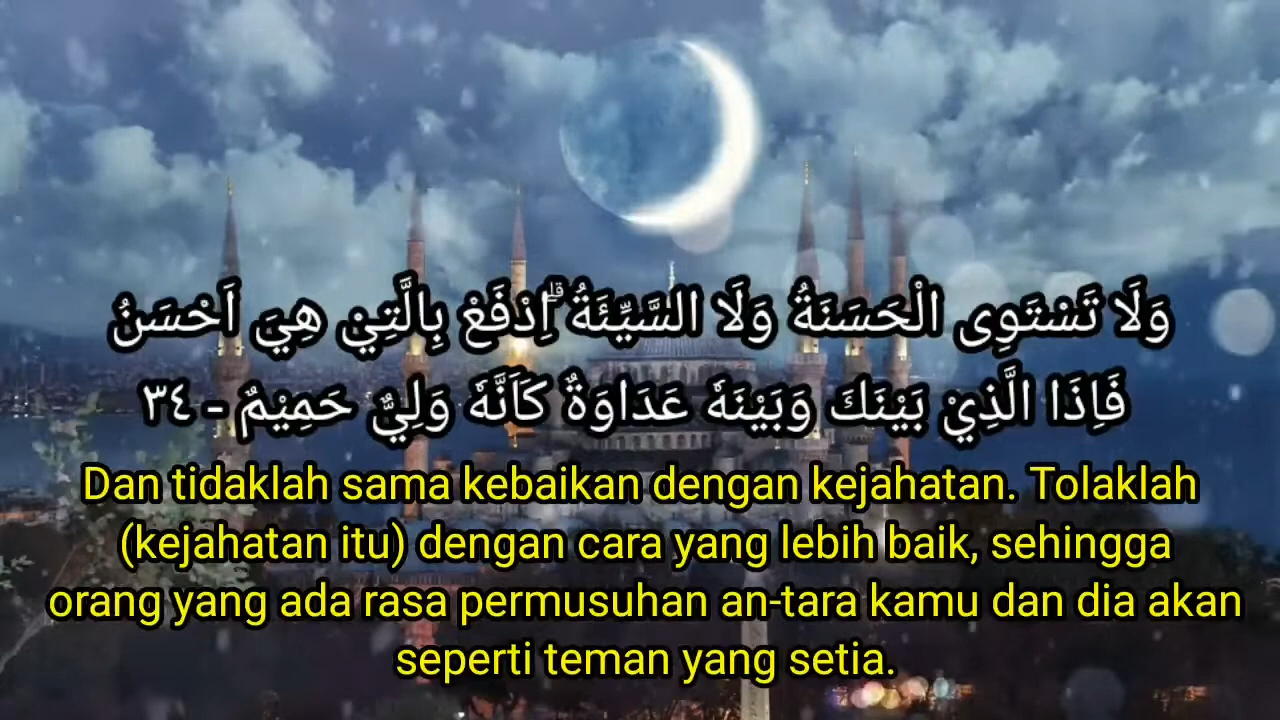 وَلَا تَسْتَوِى الْحَسَنَةُ وَلَا السَّيِّئَةُ ۗاِدْفَعْ بِالَّتِيْ هِيَ اَحْسَنُ
فَاِذَا الَّذِيْ بَيْنَكَ وَبَيْنَهٗ عَدَاوَةٌ كَاَنَّهٗ وَلِيٌّ حَمِيْمٌ - ٣٤
Dan tidaklah sama kebaikan dengan kejahatan. Tolaklah
(kejahatan itu) dengan cara yang lebih baik, sehingga
orang yang ada rasa permusuhan an-tara kamu dan dia akan
seperti teman yang setia.